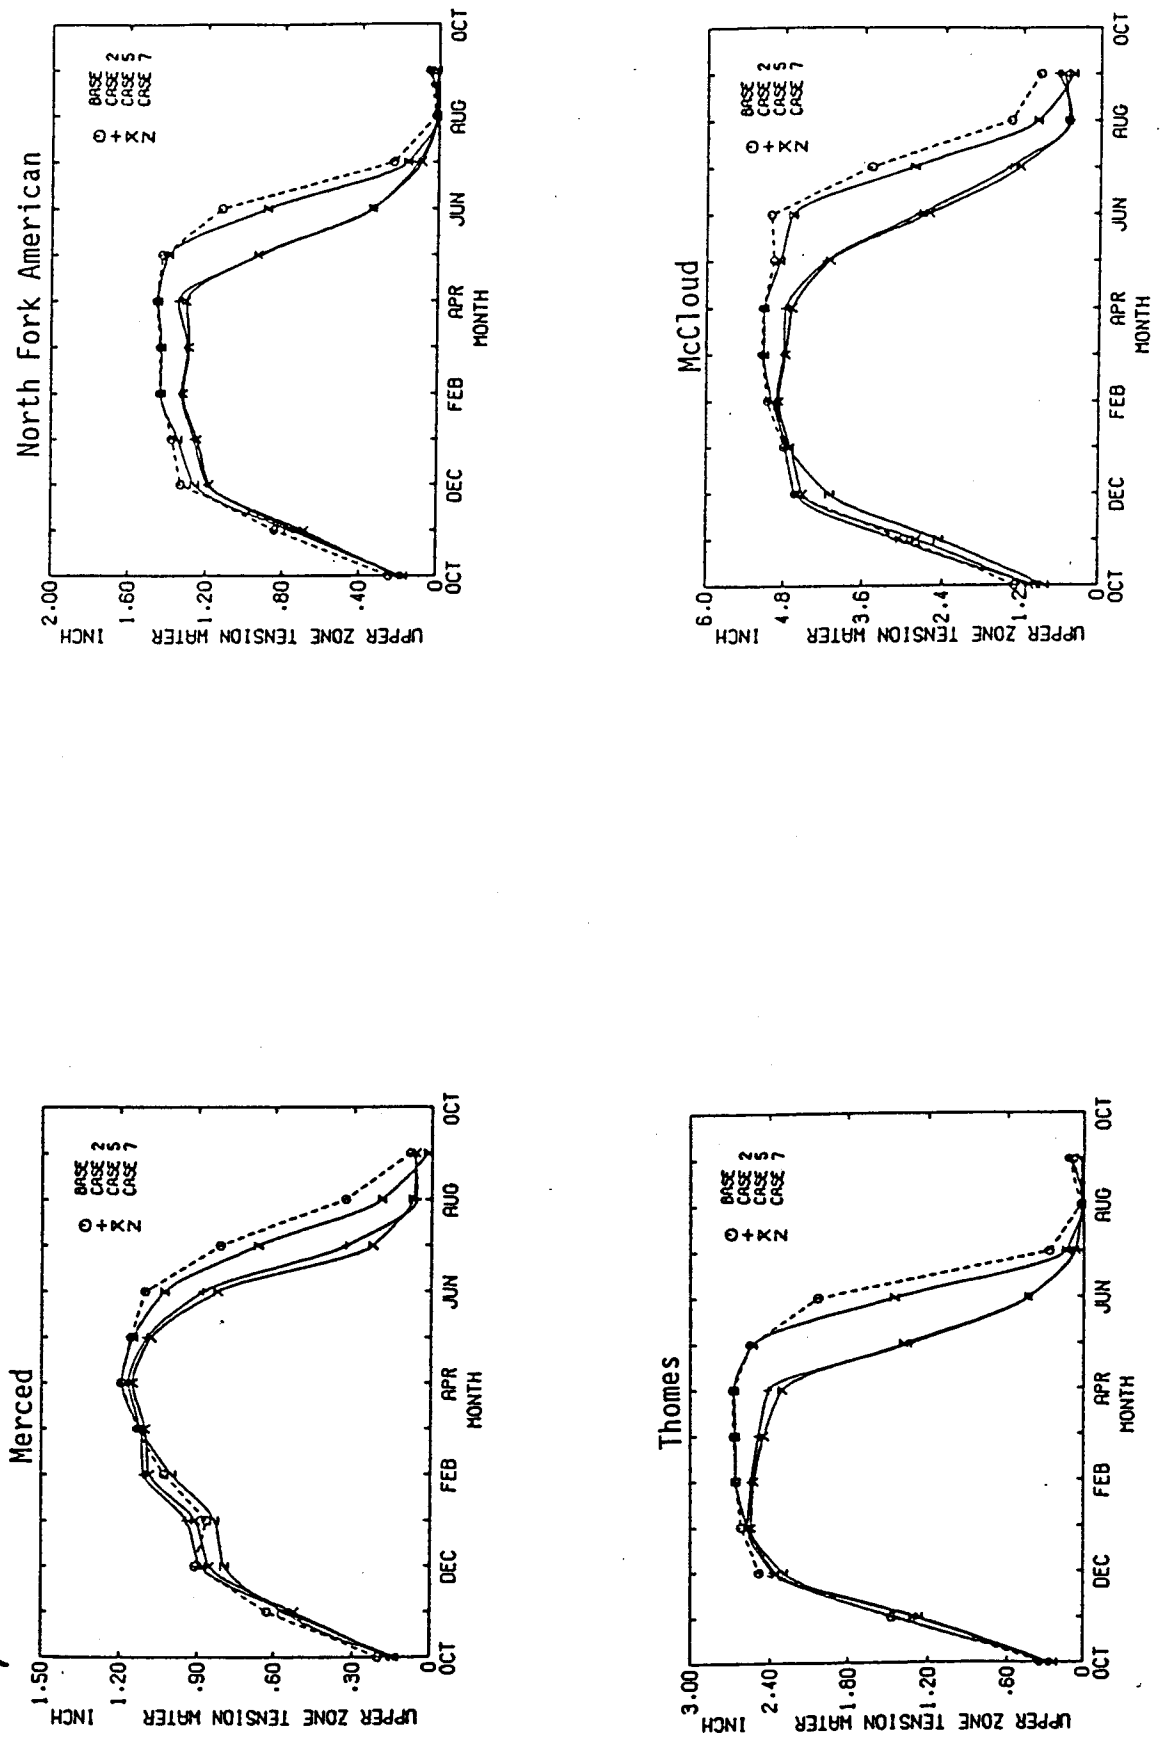 Merced
1.50
1.20
.90
.60
.30
0
UPPER ZONE TENSION WATER
INCH
BASE
CASE 2
CASE 5
CASE 7
OCT
DEC
FEB
APR
JUN
AUG
OCT
MONTH
North Fork American
2.00
1.60
1.20
.80
.40
0
UPPER ZONE TENSION WATER
INCH
BASE
CASE 2
CASE 5
CASE 7
OCT
DEC
FEB
APR
JUN
AUG
OCT
MONTH
Thomes
3.00
2.40
1.80
1.20
.60
0
UPPER ZONE TENSION WATER
INCH
BASE
CASE 2
CASE 5
CASE 7
OCT
DEC
FEB
APR
JUN
AUG
OCT
MONTH
McCloud
6.0
4.8
3.6
2.4
1.2
0
UPPER ZONE TENSION WATER
INCH
BASE
CASE 2
CASE 5
CASE 7
OCT
DEC
FEB
APR
JUN
AUG
OCT
MONTH